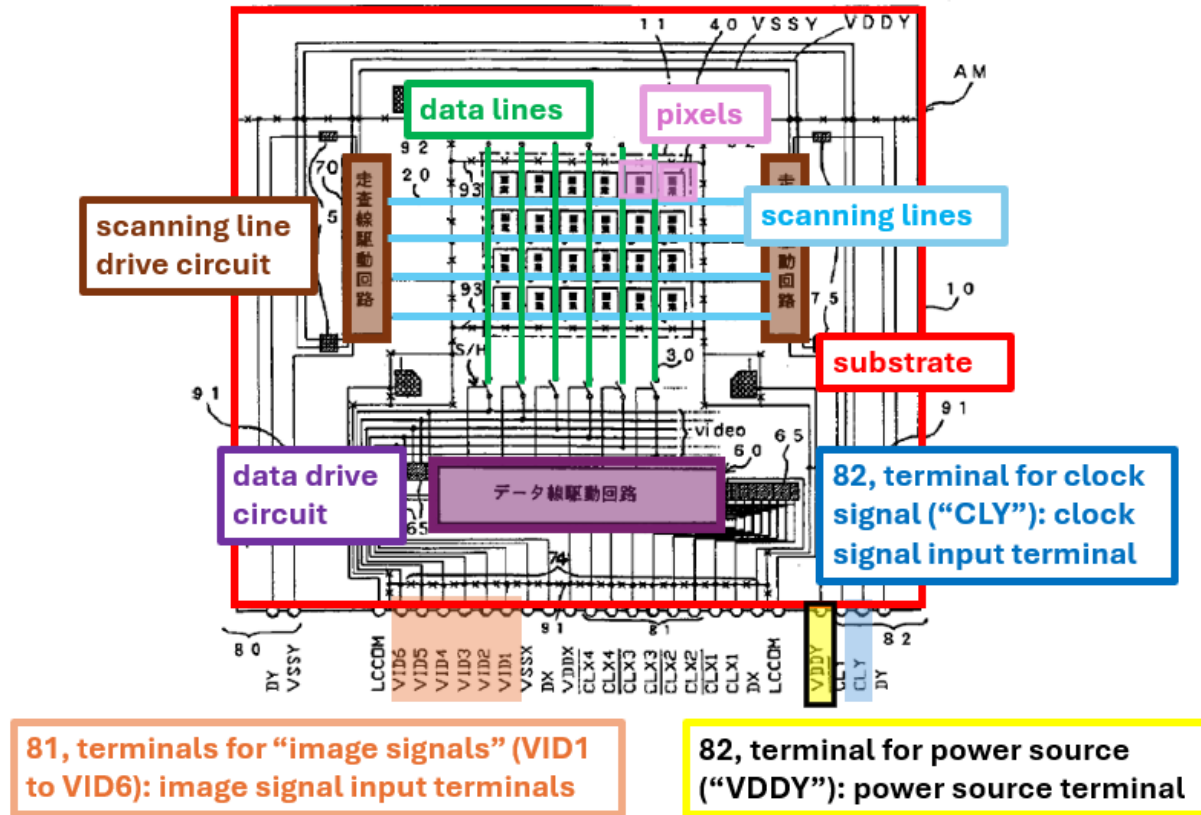 11 40 VSSY VDDY
AM
data lines
pixels
92
70
20
93
走査線駆動回路
走
動回路
scanning line
drive circuit
5
scanning lines
75
10
93
S/H
30
substrate
91
91
video
60
65
data drive
circuit
データ線駆動回路
65
82, terminal for clock
signal (“CLY”): clock
signal input terminal
74
80
91
81
82
DY
VSSY
LCCOM
VID6
VID5
VID4
VID3
VID2
VID1
VSSX
DX
VDDX
CLX4
CLX4
CLX3
CLX3
CLX2
CLX2
CLX1
CLX1
DX
LCCOM
VDDY
CLY
DY
81, terminals for “image signals” (VID1
to VID6): image signal input terminals
82, terminal for power source
(“VDDY”): power source terminal